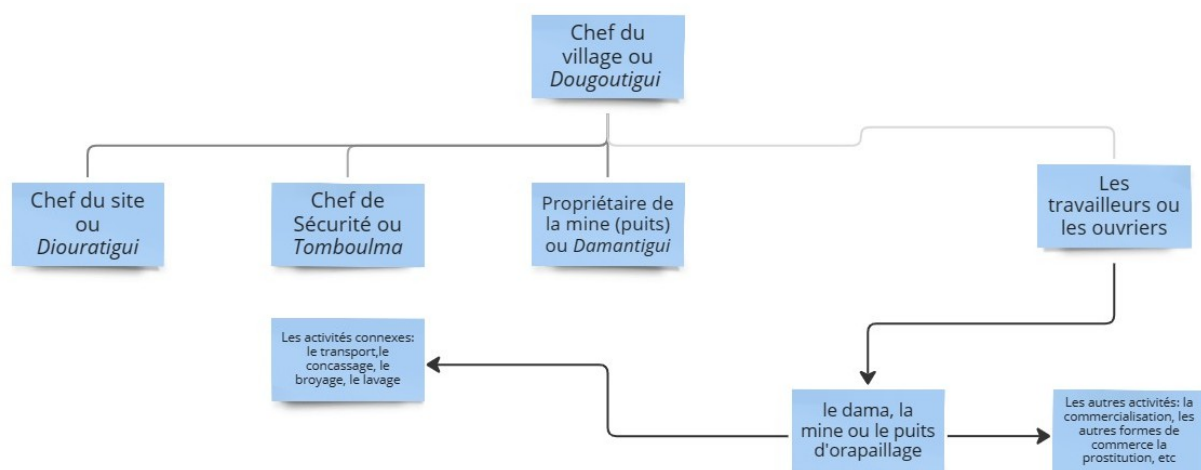 Chef du
village ou
Dougoutigui
Chef du site
ou
Diouratigui
Chef de
Sécurité ou
Tomboulma
Propriétaire de
la mine (puits)
ou Damantigui
Les
travailleurs ou
les ouvriers
Les activités connexes:
le transport,le
concassage, le
broyage, le lavage
le dama, la
mine ou le puits
d'orapaillage
Les autres activités: la
commercialisation, les
autres formes de
commerce la
prostitution, etc